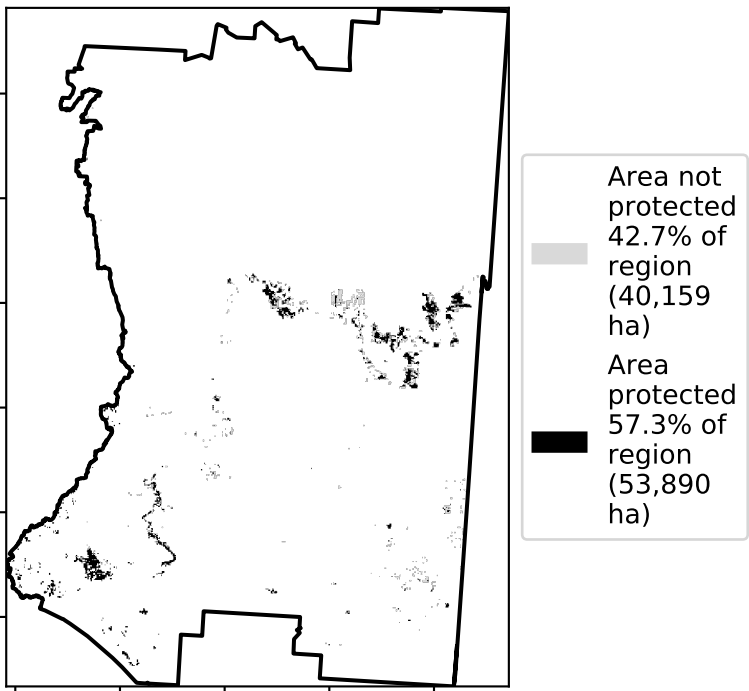 Area not
protected
42.7% of
region
(40,159
ha)
Area
protected
57.3% of
region
(53,890
ha)